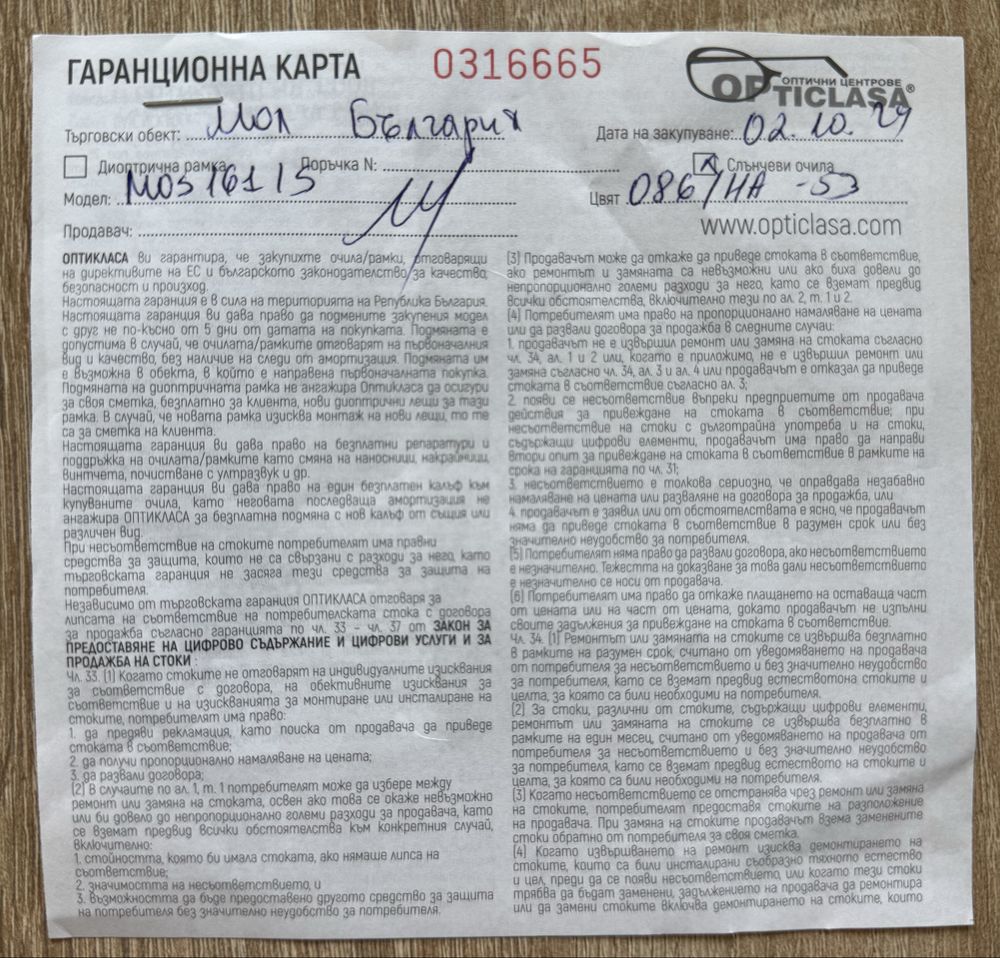 ГАРАНЦИОННА КАРТА
0316665
ОПТИЧНИ ЦЕНТРОВЕ
OPTICLASA®
Търговски обект: Мол България
Дата на закупуване: 02.10.24
Диоптрична рамка Поръчка N:
Слънчеви очила
Модел: MOS161/S
Цвят 086/HA -53
Продавач:
www.opticlasa.com
ОПТИКЛАСА ви гарантира, че закупихте очила/рамки, отговарящи
на директивите на ЕС и българското законодателство за качество,
безопасност и произход.
Настоящата гаранция е в сила на територията на Република България.
Настоящата гаранция ви дава право да подмените закупения модел
с друг не по-късно от 5 дни от датата на покупката. Подмяната е
допустима в случай, че очилата/рамките отговарят на първоначалния
вид и качество, без наличие на следи от амортизация. Подмяната им
е възможна в обекта, в който е направена първоначалната покупка.
Подмяната на диоптричната рамка не ангажира Оптикласа да осигури
за своя сметка, безплатно за клиента, нови диоптрични лещи за тази
рамка. В случай, че новата рамка изисква монтаж на нови лещи, то те
са за сметка на клиента.
Настоящата гаранция ви дава право на безплатни репаратури и
поддръжка на очилата/рамките като смяна на наносници, накрайници,
винтчета, почистване с ултразвук и др.
Настоящата гаранция ви дава право на един безплатен калъф към
купуваните очила, като неговата последваща амортизация не
ангажира ОПТИКЛАСА за безплатна подмяна с нов калъф от същия или
различен вид.
При несъответствие на стоките потребителят има правни
средства за защита, които не са свързани с разходи за него, като
търговската гаранция не засяга тези средства за защита на
потребителя.
Независимо от търговската гаранция ОПТИКЛАСА отговаря за
липсата на съответствие на потребителската стока с договора
за продажба съгласно гаранцията по чл. 33 - чл. 37 от ЗАКОН ЗА
ПРЕДОСТАВЯНЕ НА ЦИФРОВО СЪДЪРЖАНИЕ И ЦИФРОВИ УСЛУГИ И ЗА
ПРОДАЖБА НА СТОКИ :
Чл. 33. (1) Когато стоките не отговарят на индивидуалните изисквания
за съответствие с договора, на обективните изисквания за
съответствие и на изискванията за монтиране или инсталиране на
стоките, потребителят има право:
1. да предяви рекламация, като поиска от продавача да приведе
стоката в съответствие;
2. да получи пропорционално намаляване на цената;
3. да развали договора;
(2) В случаите по ал. 1, т. 1 потребителят може да избере между
ремонт или замяна на стоката, освен ако това се окаже невъзможно
или би довело до непропорционално големи разходи за продавача, като
се вземат предвид всички обстоятелства към конкретния случай,
включително:
1. стойността, която би имала стоката, ако нямаше липса на
съответствие;
2. значимостта на несъответствието, и
3. възможността да бъде предоставено другото средство за защита
на потребителя без значително неудобство за потребителя.
(3) Продавачът може да откаже да приведе стоката в съответствие,
ако ремонтът и замяната са невъзможни или ако биха довели до
непропорционално големи разходи за него, като се вземат предвид
всички обстоятелства, включително тези по ал. 2, т. 1 и 2.
(4) Потребителят има право на пропорционално намаляване на цената
или да развали договора за продажба в следните случаи:
1. продавачът не е извършил ремонт или замяна на стоката съгласно
чл. 34, ал. 1 и 2 или, когато е приложимо, не е извършил ремонт или
замяна съгласно чл. 34, ал. 3 и ал. 4 или продавачът е отказал да приведе
стоката в съответствие съгласно ал. 3;
2. появи се несъответствие въпреки предприетите от продавача
действия за привеждане на стоката в съответствие; при
несъответствие на стоки с дълготрайна употреба и на стоки,
съдържащи цифрови елементи, продавачът има право да направи
втори опит за привеждане на стоката в съответствие в рамките на
срока на гаранцията по чл. 31;
3. несъответствието е толкова сериозно, че оправдава незабавно
намаляване на цената или разваляне на договора за продажба, или
4. продавачът е заявил или от обстоятелствата е ясно, че продавачът
няма да приведе стоката в съответствие в разумен срок или без
значително неудобство за потребителя.
(5) Потребителят няма право да развали договора, ако несъответствието
е незначително. Тежестта на доказване за това дали несъответствието
е незначително се носи от продавача.
(6) Потребителят има право да откаже плащането на оставаща част
от цената или на част от цената, докато продавачът не изпълни
своите задължения за привеждане на стоката в съответствие.
Чл. 34. (1) Ремонтът или замяната на стоките се извършва безплатно
в рамките на разумен срок, считано от уведомяването на продавача
от потребителя за несъответствието и без значително неудобство
за потребителя, като се вземат предвид естествотона стоките и
целта, за която са били необходими на потребителя.
(2) За стоки, различни от стоките, съдържащи цифрови елементи,
ремонтът или замяната на стоките се извършва безплатно в
рамките на един месец, считано от уведомяването на продавача от
потребителя за несъответствието и без значително неудобство
за потребителя, като се вземат предвид естеството на стоките и
целта, за която са били необходими на потребителя.
(3) Когато несъответствието се отстранява чрез ремонт или замяна
на стоките, потребителят предоставя стоките на разположение
на продавача. При замяна на стоките продавачът взема заменените
стоки обратно от потребителя за своя сметка.
(4) Когато извършването на ремонт изисква демонтирането на
стоките, които са били инсталирани съобразно тяхното естество
и цел, преди да се появи несъответствието, или когато тези стоки
трябва да бъдат заменени, задължението на продавача да ремонтира
или да замени стоките включва демонтирането на стоките, които